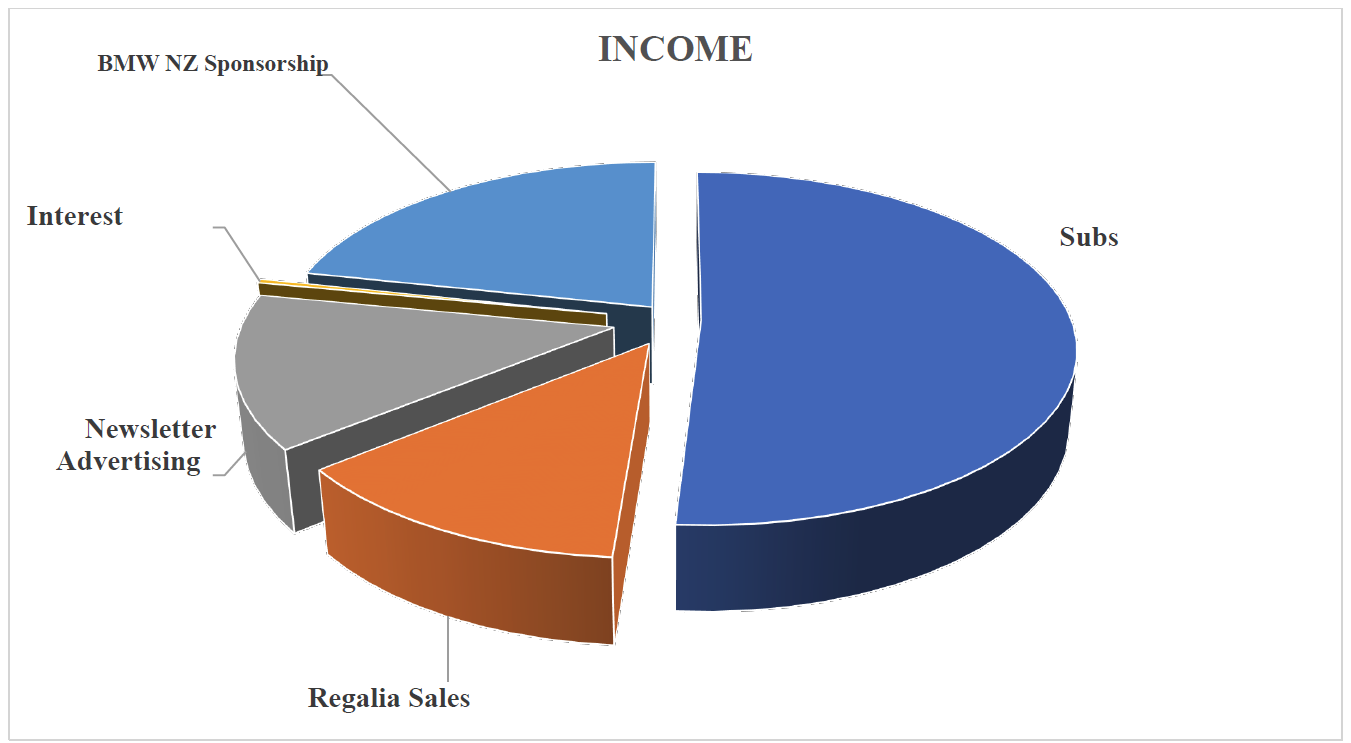 INCOME
BMW NZ Sponsorship
Interest
Subs
Newsletter
Advertising
Regalia Sales